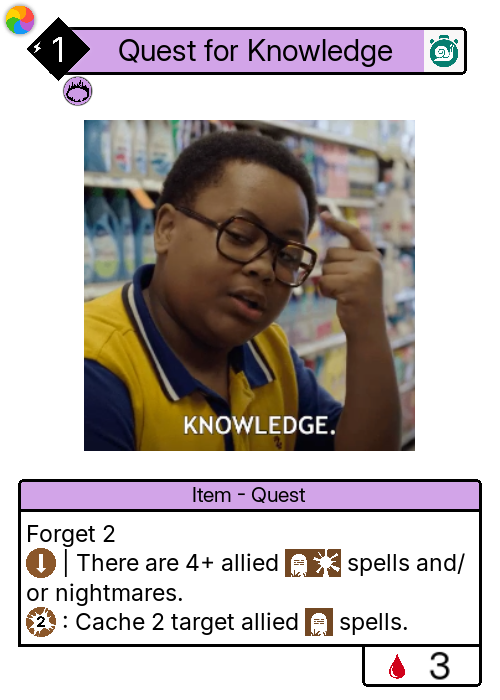 1 Quest for Knowledge
KNOWLEDGE.
Item - Quest
Forget 2
| There are 4+ allied spells and/
or nightmares.
2 : Cache 2 target allied spells.
3